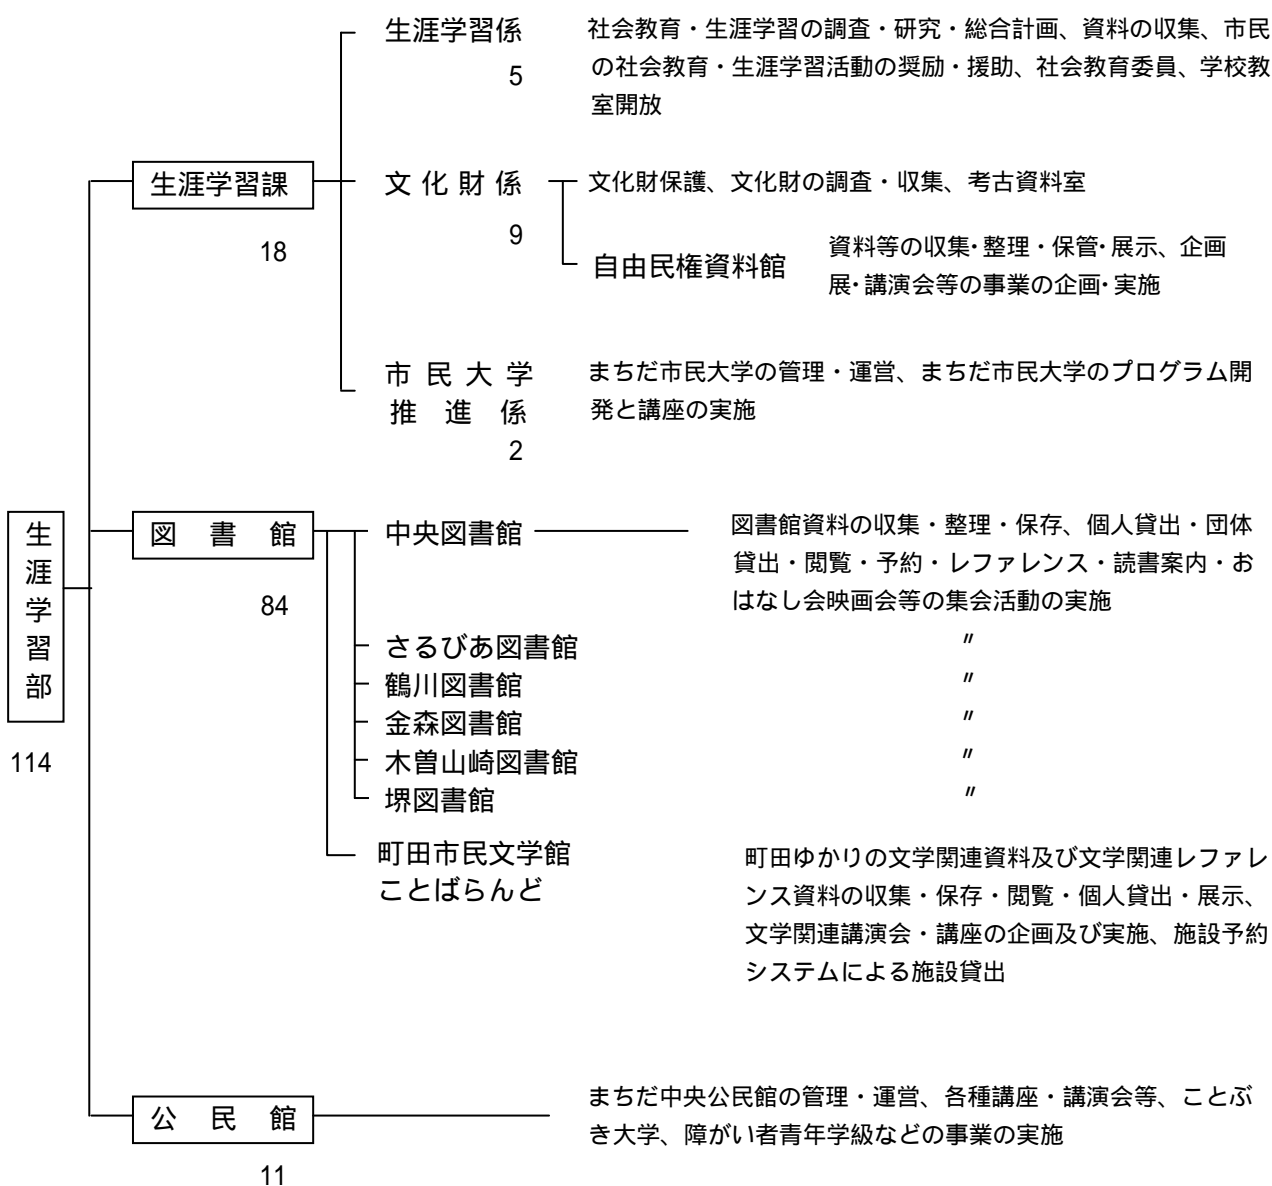 生涯学習係
5
社会教育・生涯学習の調査・研究・総合計画、資料の収集、市民
の社会教育・生涯学習活動の奨励・援助、社会教育委員、学校教
室開放
生涯学習課
18
文化財係
9
文化財保護、文化財の調査・収集、考古資料室
自由民権資料館
資料等の収集・整理・保管・展示、企画
展・講演会等の事業の企画・実施
市民大学
推進係
2
まちだ市民大学の管理・運営、まちだ市民大学のプログラム開
発と講座の実施
生涯学習部
114
図書館
84
中央図書館
図書館資料の収集・整理・保存、個人貸出・団体
貸出・閲覧・予約・レファレンス・読書案内・お
はなし会映画会等の集会活動の実施
さるびあ図書館 〃
鶴川図書館 〃
金森図書館 〃
木曽山崎図書館 〃
堺図書館 〃
町田市民文学館
ことばらんど
町田ゆかりの文学関連資料及び文学関連レファレ
ンス資料の収集・保存・閲覧・個人貸出・展示、
文学関連講演会・講座の企画及び実施、施設予約
システムによる施設貸出
公民館
11
まちだ中央公民館の管理・運営、各種講座・講演会等、ことぶ
き大学、障がい者青年学級などの事業の実施